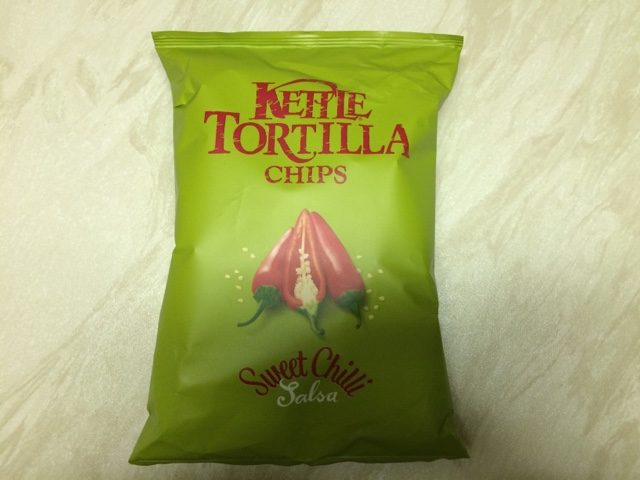 KETTLE
TORTILLA
CHIPS
Sweet Chilli
Salsa